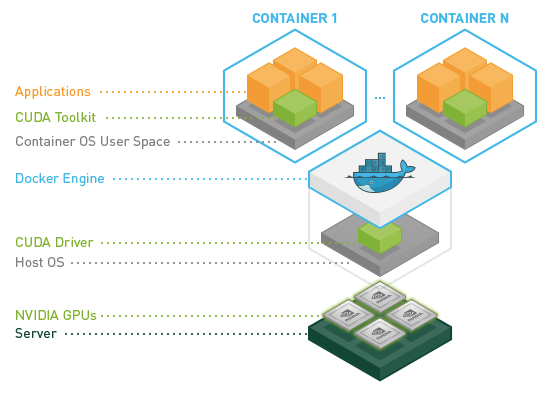 CONTAINER 1
CONTAINER N
Applications
...
CUDA Toolkit
Container OS User Space
Docker Engine
CUDA Driver
Host OS
NVIDIA GPUs
Server